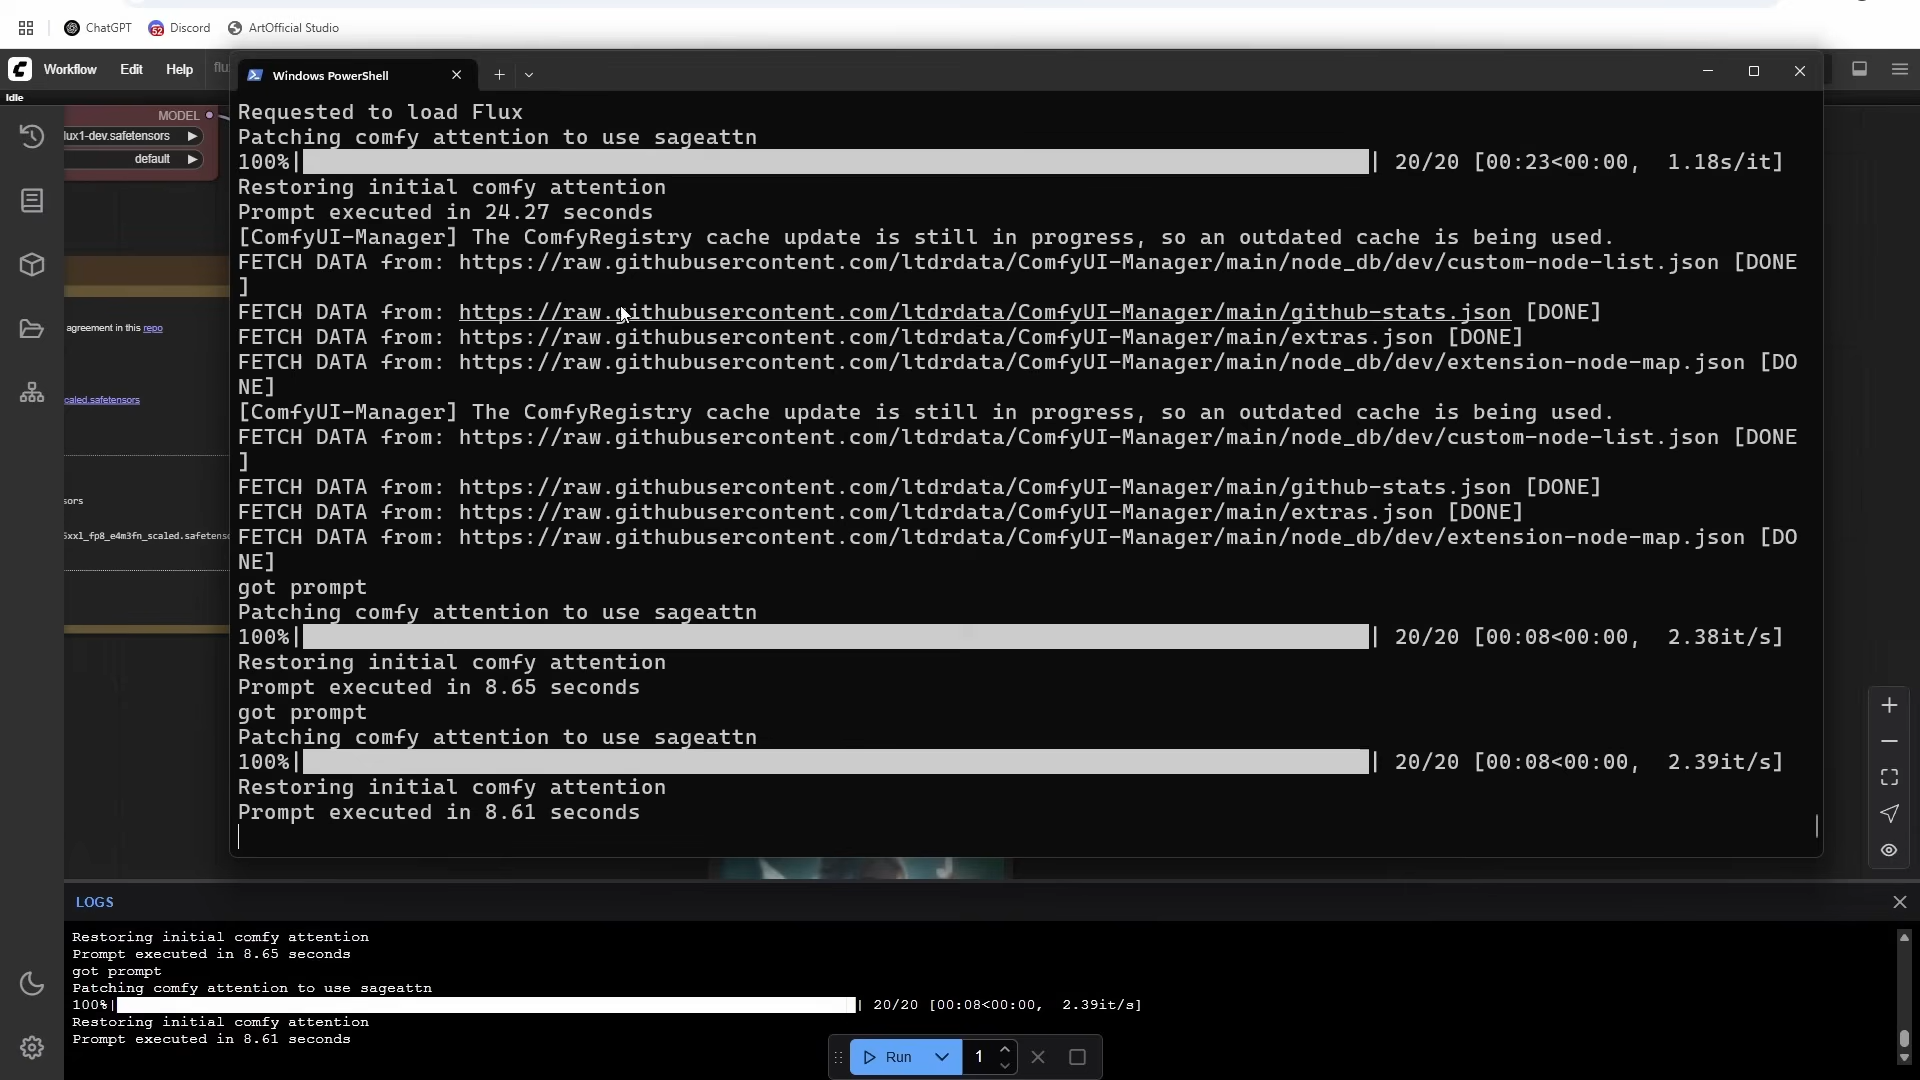 ChatGPT
Discord
ArtOfficial Studio
Workflow
Edit
Help
Idle
Windows PowerShell
MODEL
lux1-dev.safetensors
default
agreement in this repo
caled.safetensors
sors
5xxl_fp8_e4m3fn_scaled.safetensc
Requested to load Flux
Patching comfy attention to use sageattn
100%| | 20/20 [00:23<00:00,  1.18s/it]
Restoring initial comfy attention
Prompt executed in 24.27 seconds
[ComfyUI-Manager] The ComfyRegistry cache update is still in progress, so an outdated cache is being used.
FETCH DATA from: https://raw.githubusercontent.com/ltdrdata/ComfyUI-Manager/main/node_db/dev/custom-node-list.json [DONE
]
FETCH DATA from: https://raw.githubusercontent.com/ltdrdata/ComfyUI-Manager/main/github-stats.json [DONE]
FETCH DATA from: https://raw.githubusercontent.com/ltdrdata/ComfyUI-Manager/main/extras.json [DONE]
FETCH DATA from: https://raw.githubusercontent.com/ltdrdata/ComfyUI-Manager/main/node_db/dev/extension-node-map.json [DO
NE]
[ComfyUI-Manager] The ComfyRegistry cache update is still in progress, so an outdated cache is being used.
FETCH DATA from: https://raw.githubusercontent.com/ltdrdata/ComfyUI-Manager/main/node_db/dev/custom-node-list.json [DONE
]
FETCH DATA from: https://raw.githubusercontent.com/ltdrdata/ComfyUI-Manager/main/github-stats.json [DONE]
FETCH DATA from: https://raw.githubusercontent.com/ltdrdata/ComfyUI-Manager/main/extras.json [DONE]
FETCH DATA from: https://raw.githubusercontent.com/ltdrdata/ComfyUI-Manager/main/node_db/dev/extension-node-map.json [DO
NE]
got prompt
Patching comfy attention to use sageattn
100%| | 20/20 [00:08<00:00,  2.38it/s]
Restoring initial comfy attention
Prompt executed in 8.65 seconds
got prompt
Patching comfy attention to use sageattn
100%| | 20/20 [00:08<00:00,  2.39it/s]
Restoring initial comfy attention
Prompt executed in 8.61 seconds
LOGS
Restoring initial comfy attention
Prompt executed in 8.65 seconds
got prompt
Patching comfy attention to use sageattn
100%| | 20/20 [00:08<00:00,  2.39it/s]
Restoring initial comfy attention
Prompt executed in 8.61 seconds
Run
1